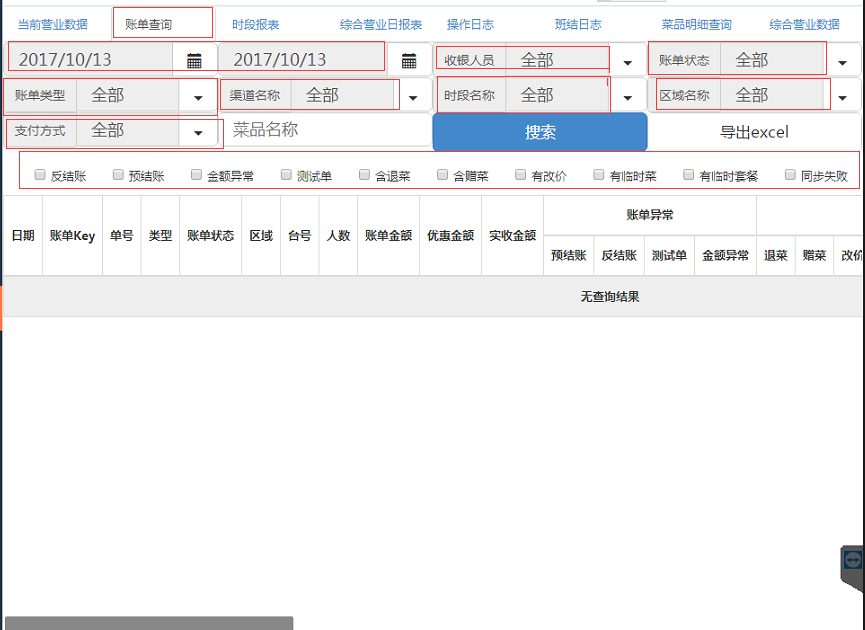 当前营业数据 账单查询 时段报表 综合营业日报表 操作日志 班结日志 菜品明细查询 综合营业数据
2017/10/13 2017/10/13 收银人员 全部 账单状态 全部
账单类型 全部 渠道名称 全部 时段名称 全部 区域名称 全部
支付方式 全部 菜品名称 搜索 导出excel
反结账 预结账 金额异常 测试单 含退菜 含赠菜 有改价 有临时菜 有临时套餐 同步失败
账单异常
日期 账单Key 单号 类型 账单状态 区域 台号 人数 账单金额 优惠金额 实收金额
预结账 反结账 测试单 金额异常 退菜 赠菜 改价
无查询结果